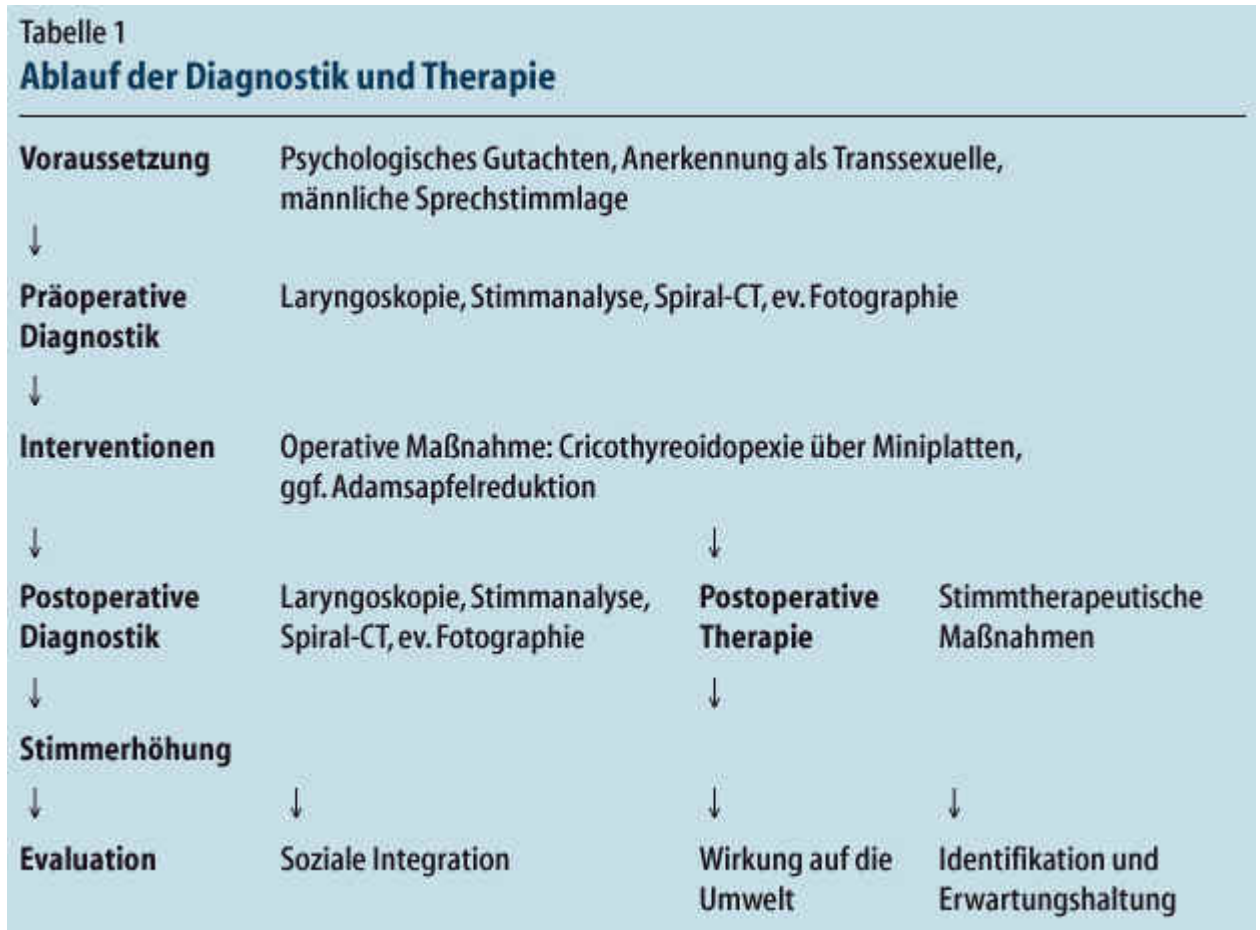 Tabelle 1
Ablauf der Diagnostik und Therapie
Voraussetzung Psychologisches Gutachten, Anerkennung als Transsexuelle,
männliche Sprechstimmlage
↓
Präoperative Laryngoskopie, Stimmanalyse, Spiral-CT, ev. Fotographie
Diagnostik
↓
Interventionen Operative Maßnahme: Cricothyreoidopexie über Miniplatten,
ggf. Adamsapfelreduktion
↓ ↓
Postoperative Laryngoskopie, Stimmanalyse, Postoperative Stimmtherapeutische
Diagnostik Spiral-CT, ev. Fotographie Therapie Maßnahmen
↓ ↓
Stimmerhöhung
↓ ↓ ↓ ↓
Evaluation Soziale Integration Wirkung auf die Identifikation und
Umwelt Erwartungshaltung